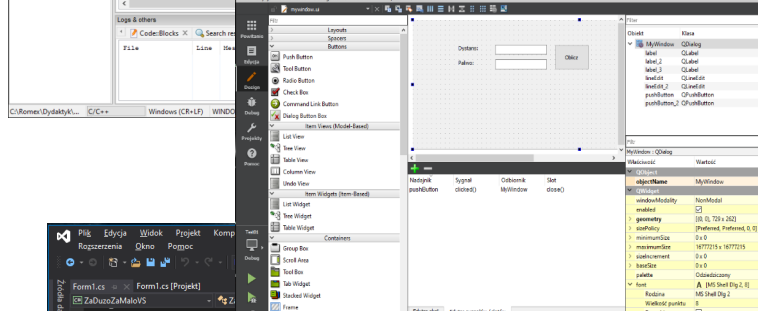 Logs & others
Code::Blocks
Search res
File
Line
C:\Romex\Dydaktyk\...
C/C++
Windows (CR+LF)
WINDO
Plik Edycja Widok Projekt Komp
Rozszerzenia Okno Pomoc
Form1.cs
Form1.cs [Projekt]
ZaDuzoZaMaloVS
Źródła da
Powitanie
Edycja
Design
Debug
Projekty
Pomoc
Debug
mywindow.ui
Layouts
Spacers
Buttons
Push Button
Tool Button
Radio Button
Check Box
Command Link Button
Dialog Button Box
Item Views (Model-Based)
List View
Tree View
Table View
Column View
Undo View
Item Widgets (Item-Based)
List Widget
Tree Widget
Table Widget
Containers
Group Box
Scroll Area
Tool Box
Tab Widget
Stacked Widget
Frame
Dystans:
Paliwo:
Oblicz
Nadajnik Sygnał Odbiornik Slot
pushButton clicked() MyWindow close()
Filter
Obiekt Klasa
MyWindow QDialog
label QLabel
label_2 QLabel
label_3 QLabel
lineEdit QLineEdit
lineEdit_2 QLineEdit
pushButton QPushButton
pushButton_2 QPushButton
MyWindow : QDialog
Właściwość Wartość
QObject
objectName MyWindow
QWidget
windowModality NonModal
enabled
geometry [(0, 0), 729 x 262]
sizePolicy [Preferred, Preferred, 0, 0]
minimumSize 0 x 0
maximumSize 16777215 x 16777215
sizeIncrement 0 x 0
baseSize 0 x 0
palette Odziedziczony
font A [MS Shell Dlg 2, 8]
Rodzina MS Shell Dlg 2
Wielkość punktu 8